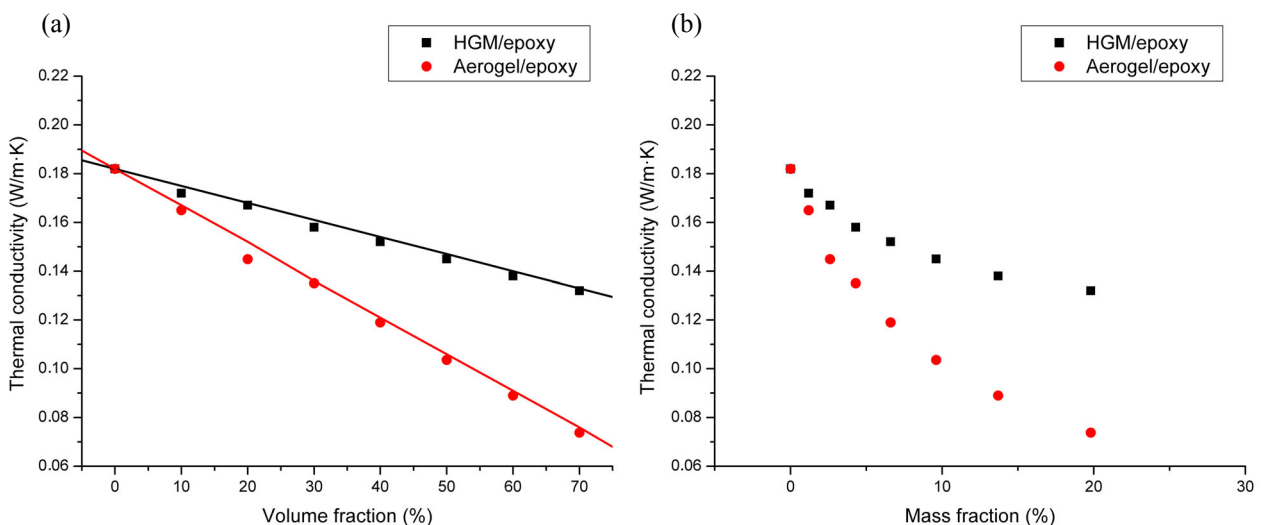 (a)
HGM/epoxy
Aerogel/epoxy
0.22
0.20
0.18
0.16
0.14
0.12
0.10
0.08
0.06
Thermal conductivity (W/m·K)
0 10 20 30 40 50 60 70
Volume fraction (%)
(b)
HGM/epoxy
Aerogel/epoxy
0.22
0.20
0.18
0.16
0.14
0.12
0.10
0.08
0.06
Thermal conductivity (W/m·K)
0 10 20 30
Mass fraction (%)